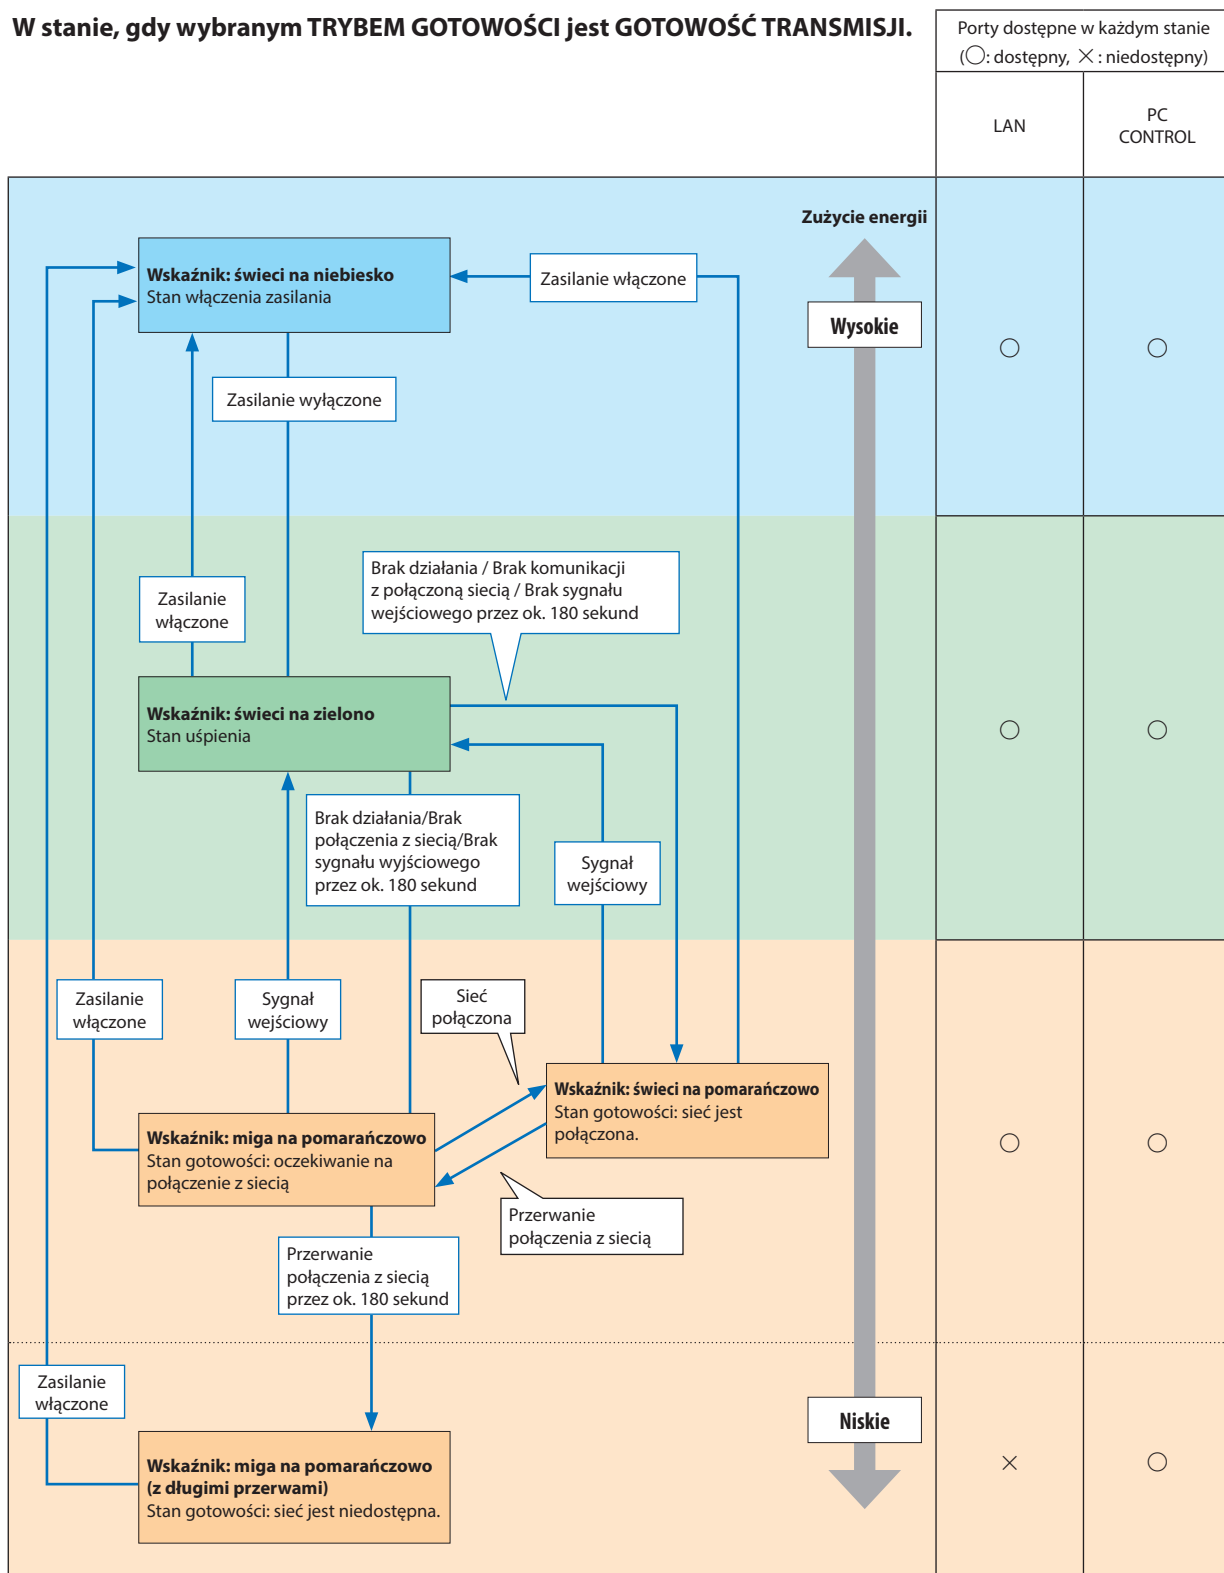 W stanie, gdy wybranym TRYBEM GOTOWOŚCI jest GOTOWOŚĆ TRANSMISJI.
Porty dostępne w każdym stanie
(○: dostępny, ×: niedostępny)
LAN
PC
CONTROL
Zużycie energii
Wskaźnik: świeci na niebiesko
Stan włączenia zasilania
Zasilanie włączone
Wysokie
○
○
Zasilanie wyłączone
Brak działania / Brak komunikacji
z połączoną siecią / Brak sygnału
wejściowego przez ok. 180 sekund
Zasilanie
włączone
Wskaźnik: świeci na zielono
Stan uśpienia
○
○
Brak działania/Brak
połączenia z siecią/Brak
sygnału wyjściowego
przez ok. 180 sekund
Sygnał
wejściowy
Zasilanie
włączone
Sygnał
wejściowy
Sieć
połączona
Wskaźnik: świeci na pomarańczowo
Stan gotowości: sieć jest
połączona.
Wskaźnik: miga na pomarańczowo
Stan gotowości: oczekiwanie na
połączenie z siecią
○
○
Przerwanie
połączenia z siecią
Przerwanie
połączenia z siecią
przez ok. 180 sekund
Zasilanie
włączone
Niskie
Wskaźnik: miga na pomarańczowo
(z długimi przerwami)
Stan gotowości: sieć jest niedostępna.
×
○